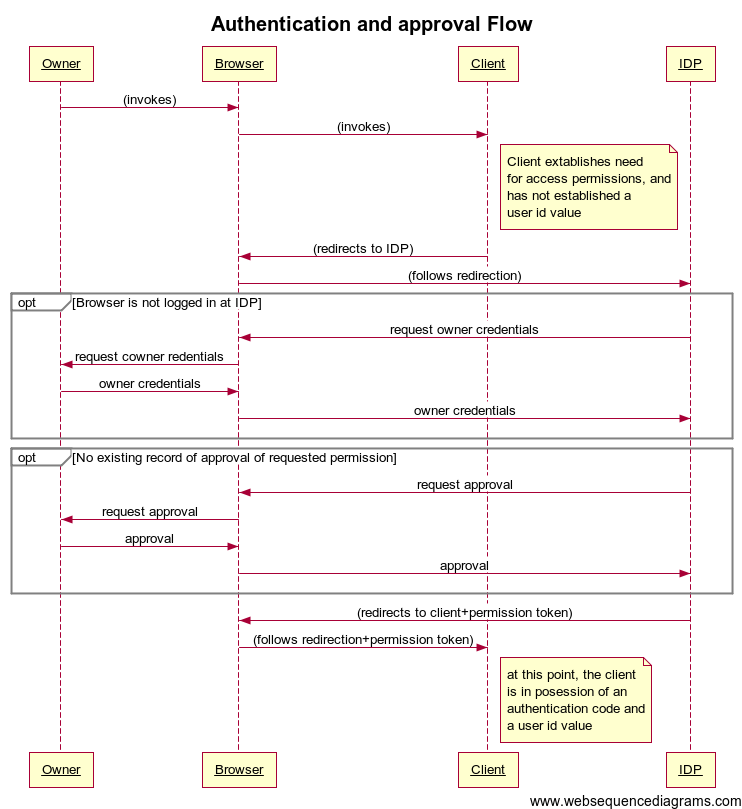 Authentication and approval Flow
Owner
Browser
Client
IDP
(invokes)
(invokes)
Client extablishes need
for access permissions, and
has not established a
user id value
(redirects to IDP)
(follows redirection)
opt
[Browser is not logged in at IDP]
request owner credentials
request cowner redentials
owner credentials
owner credentials
opt
[No existing record of approval of requested permission]
request approval
request approval
approval
approval
(redirects to client+permission token)
(follows redirection+permission token)
at this point, the client
is in posession of an
authentication code and
a user id value
Owner
Browser
Client
IDP
www.websequencediagrams.com